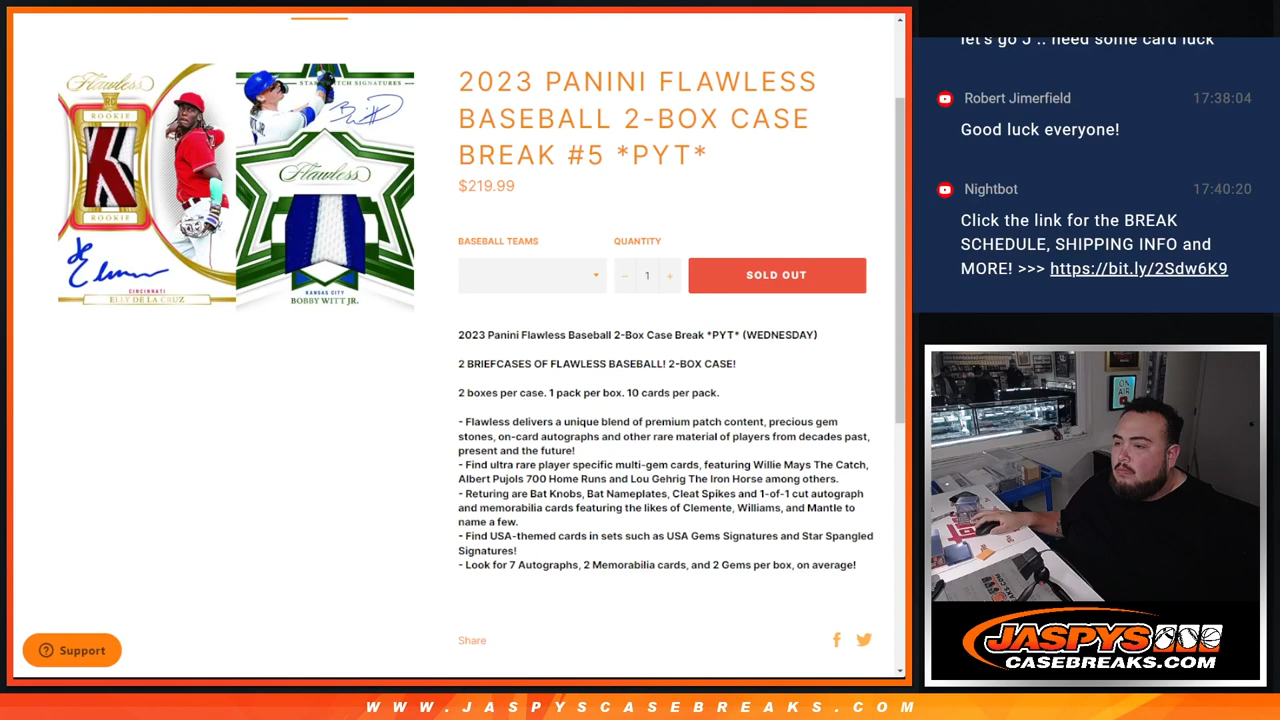 Flawless
RC
ROOKIE
ROOKIE
CINCINNATI
ELLY DE LA CRUZ
Flawless
KANSAS CITY
BOBBY WITT JR.
2023 PANINI FLAWLESS
BASEBALL 2-BOX CASE
BREAK #5 *PYT*
$219.99
BASEBALL TEAMS
QUANTITY
− 1 +
SOLD OUT
2023 Panini Flawless Baseball 2-Box Case Break *PYT* (WEDNESDAY)
2 BRIEFCASES OF FLAWLESS BASEBALL! 2-BOX CASE!
2 boxes per case. 1 pack per box. 10 cards per pack.
- Flawless delivers a unique blend of premium patch content, precious gem
stones, on-card autographs and other rare material of players from decades past,
present and the future!
- Find ultra rare player specific multi-gem cards, featuring Willie Mays The Catch,
Albert Pujols 700 Home Runs and Lou Gehrig The Iron Horse among others.
- Returing are Bat Knobs, Bat Nameplates, Cleat Spikes and 1-of-1 cut autograph
and memorabilia cards featuring the likes of Clemente, Williams, and Mantle to
name a few.
- Find USA-themed cards in sets such as USA Gems Signatures and Star Spangled
Signatures!
- Look for 7 Autographs, 2 Memorabilia cards, and 2 Gems per box, on average!
Share
Support
let's go J .. need some card luck
Robert Jimerfield 17:38:04
Good luck everyone!
Nightbot 17:40:20
Click the link for the BREAK
SCHEDULE, SHIPPING INFO and
MORE! >>> https://bit.ly/2Sdw6K9
ON
AIR
JASPYS
CASEBREAKS.COM
WWW.JASPYSCASEBREAKS.COM